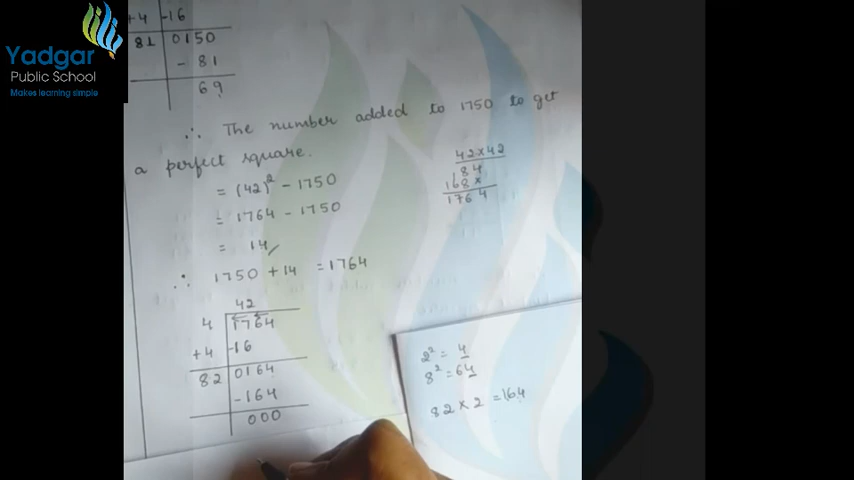 Yadgar
Public School
Makes learning simple
+4 -16
81 0150
- 81
69
∴ The number added to 1750 to get
a perfect square.
= (42)² - 1750
= 1764 - 1750
= 14
∴ 1750 + 14 = 1764
42×42
84
168×
1764
42
4 1764
+4 -16
82 0164
-164
000
2² = 4
8² = 64
82 × 2 = 164